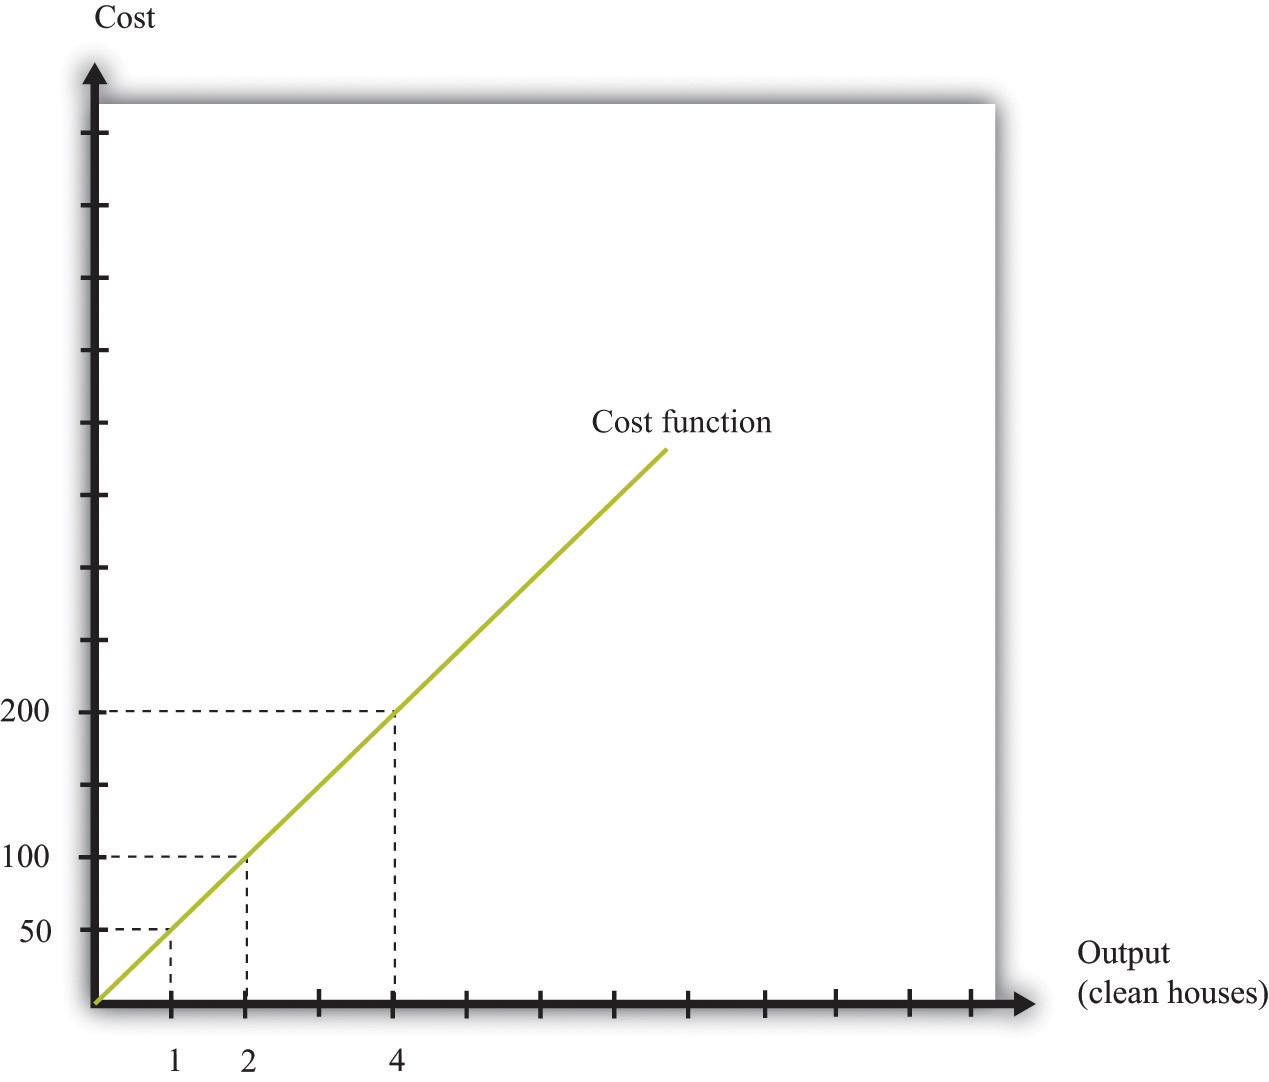 Cost
Cost function
200
100
50
Output
(clean houses)
1
2
4